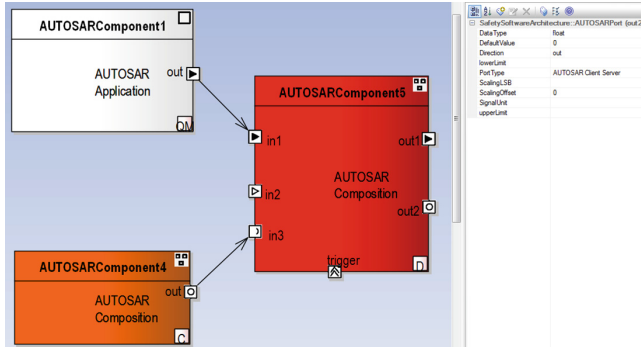 AUTOSARComponent1
out
AUTOSAR
Application
QM
AUTOSARComponent5
in1
out1
in2
AUTOSAR
Composition
out2
in3
trigger
D
AUTOSARComponent4
out
AUTOSAR
Composition
C
SafetySoftwareArchitecture::AUTOSARPort (out2
DataType float
DefaultValue 0
Direction out
lowerLimit
PortType AUTOSAR Client Server
ScalingLSB
ScalingOffset 0
SignalUnit
upperLimit